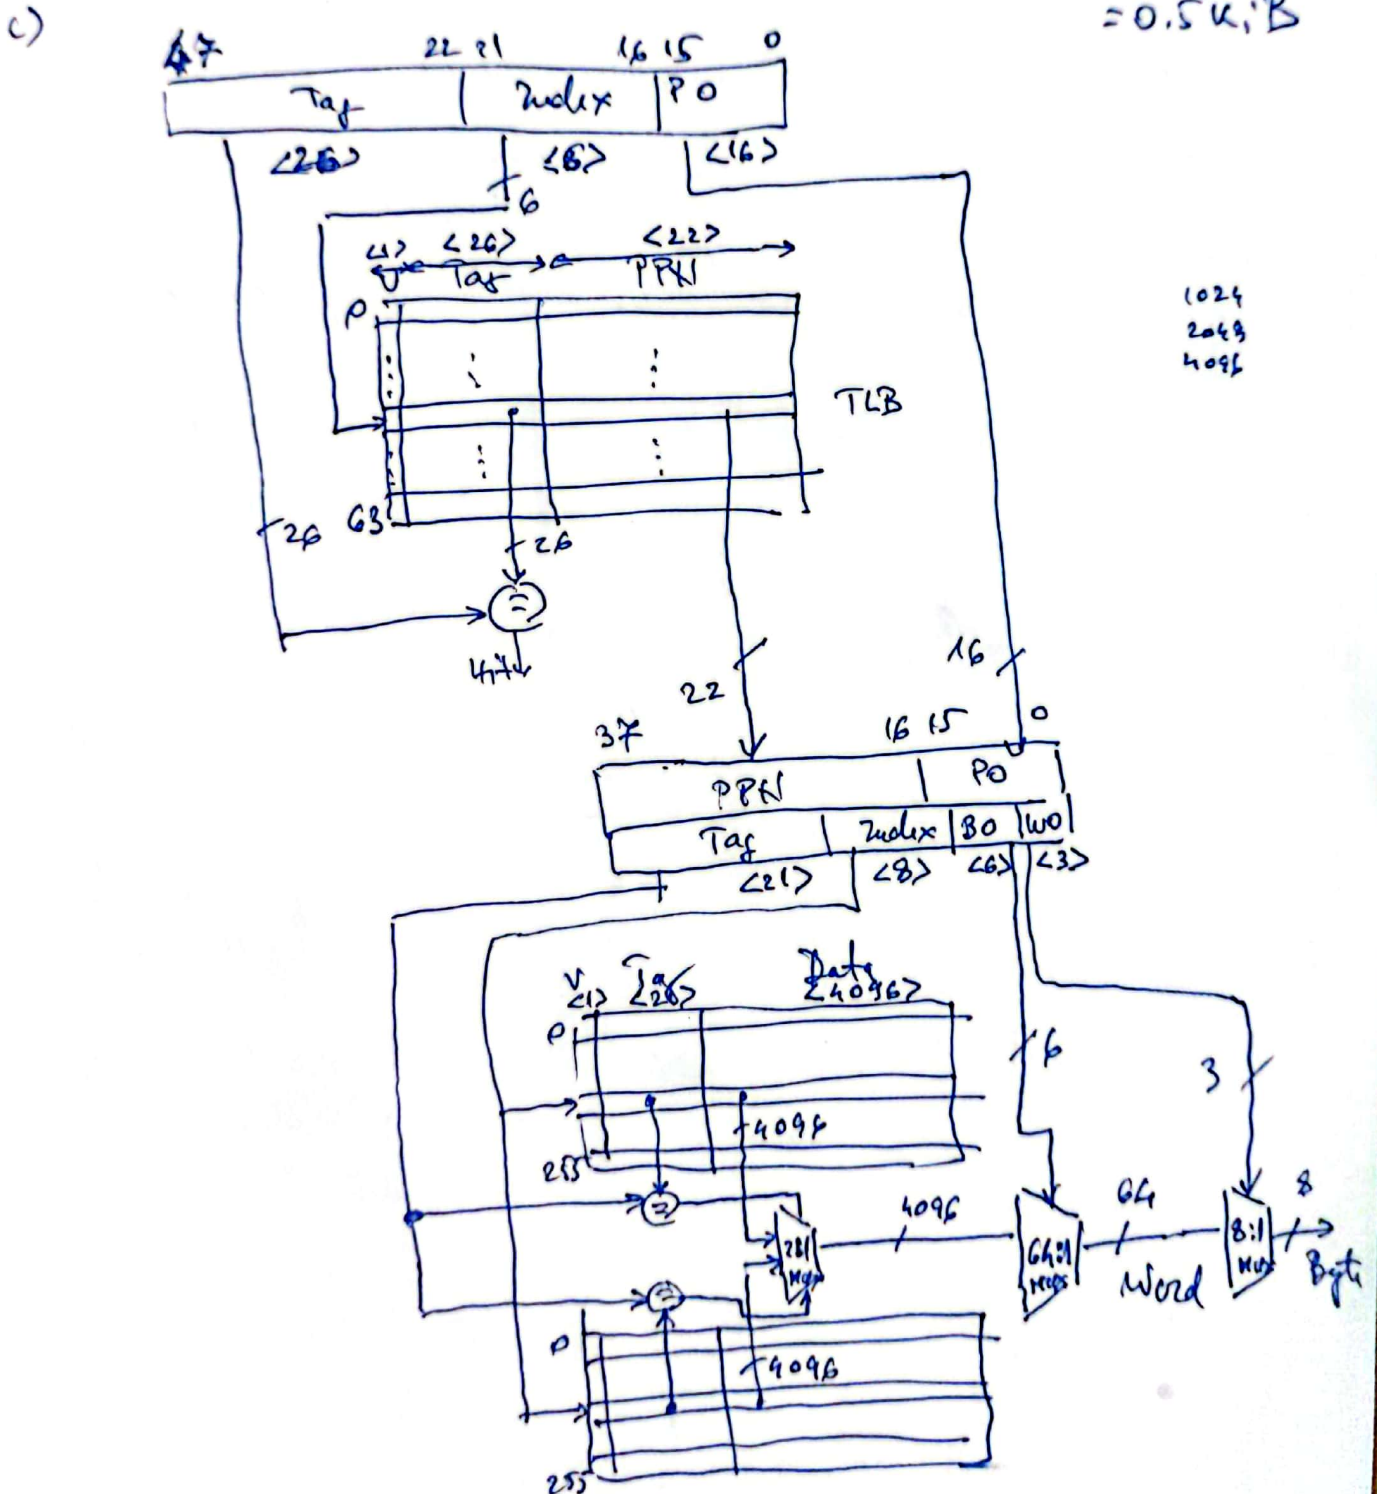 c)
= 0.5 KiB
47 22 21 16 15 0
Tag Index PO
<26> <6> <16>
6
<1> <26> <22>
V Tag PPN
0
1024
2048
4096
TLB
63
26
26
=
16
22
37 16 15 0
PPN PO
Tag Index BO WO
<21> <8> <6> <3>
V Tag Data
<1> <4096>
0
6
3
4096
255
=
4096
64
8
2:1
Mux
64:1
Mux
8:1
Mux
Word
Byte
=
0
4096
255